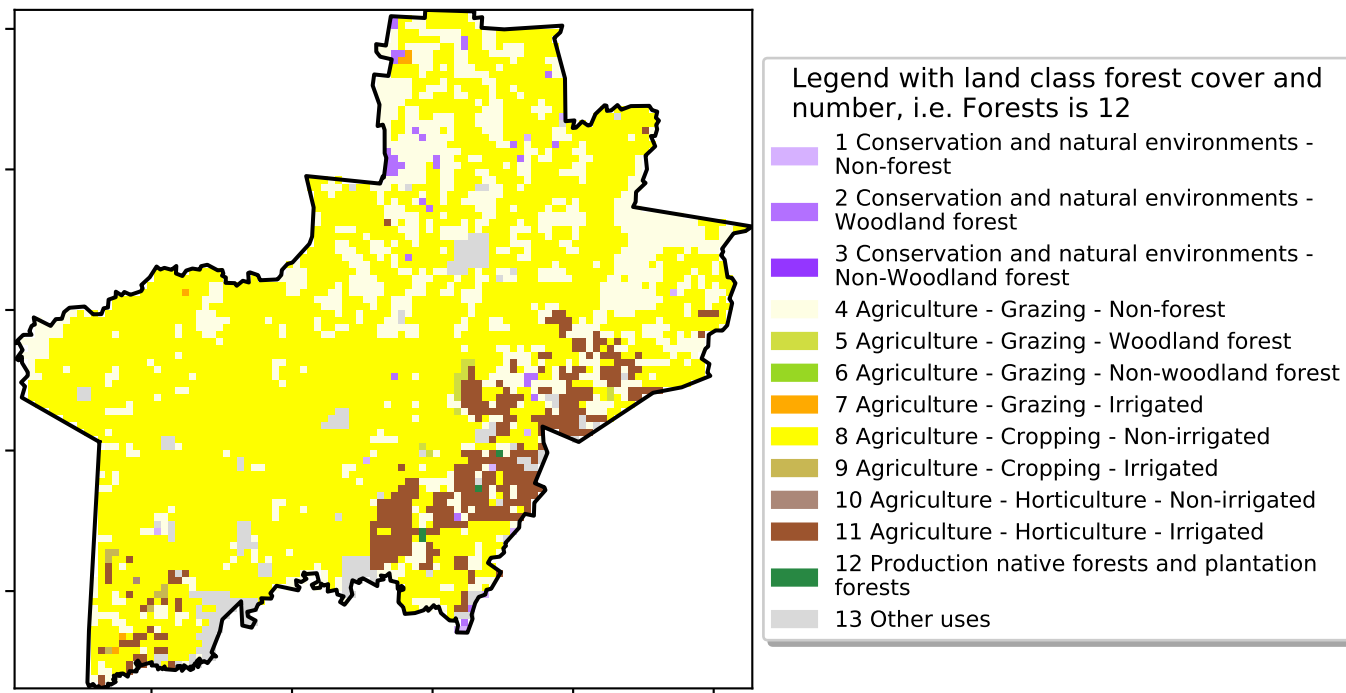 Legend with land class forest cover and
number, i.e. Forests is 12
1 Conservation and natural environments -
Non-forest
2 Conservation and natural environments -
Woodland forest
3 Conservation and natural environments -
Non-Woodland forest
4 Agriculture - Grazing - Non-forest
5 Agriculture - Grazing - Woodland forest
6 Agriculture - Grazing - Non-woodland forest
7 Agriculture - Grazing - Irrigated
8 Agriculture - Cropping - Non-irrigated
9 Agriculture - Cropping - Irrigated
10 Agriculture - Horticulture - Non-irrigated
11 Agriculture - Horticulture - Irrigated
12 Production native forests and plantation
forests
13 Other uses